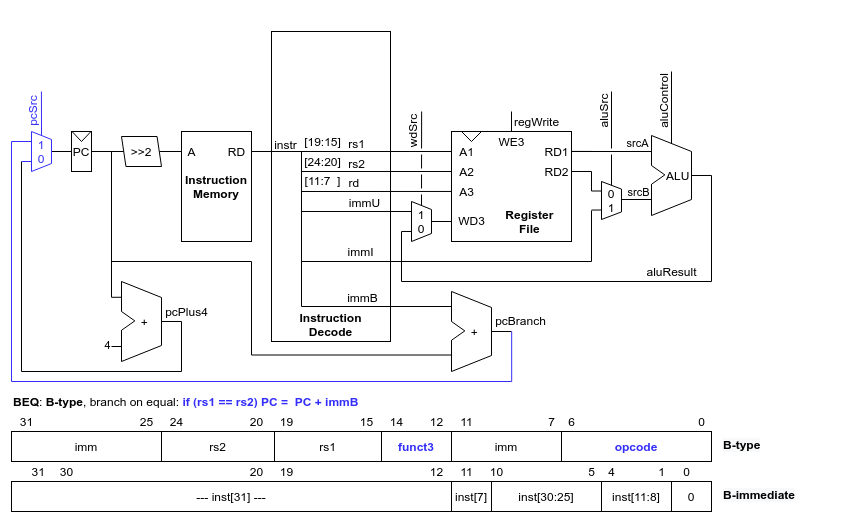 pcSrc
1
0
PC
>>2
A RD
Instruction
Memory
instr
[19:15] rs1
[24:20] rs2
[11:7 ] rd
immU
immI
immB
Instruction
Decode
wdSrc
1
0
regWrite
WE3
A1 RD1
A2 RD2
A3
WD3
Register
File
aluSrc
0
1
aluControl
srcA
srcB
ALU
aluResult
pcPlus4
+
4
pcBranch
+
BEQ: B-type, branch on equal: if (rs1 == rs2) PC = PC + immB
31 25 24 20 19 15 14 12 11 7 6 0
imm rs2 rs1 funct3 imm opcode B-type
31 30 20 19 12 11 10 5 4 1 0
--- inst[31] --- inst[7] inst[30:25] inst[11:8] 0 B-immediate